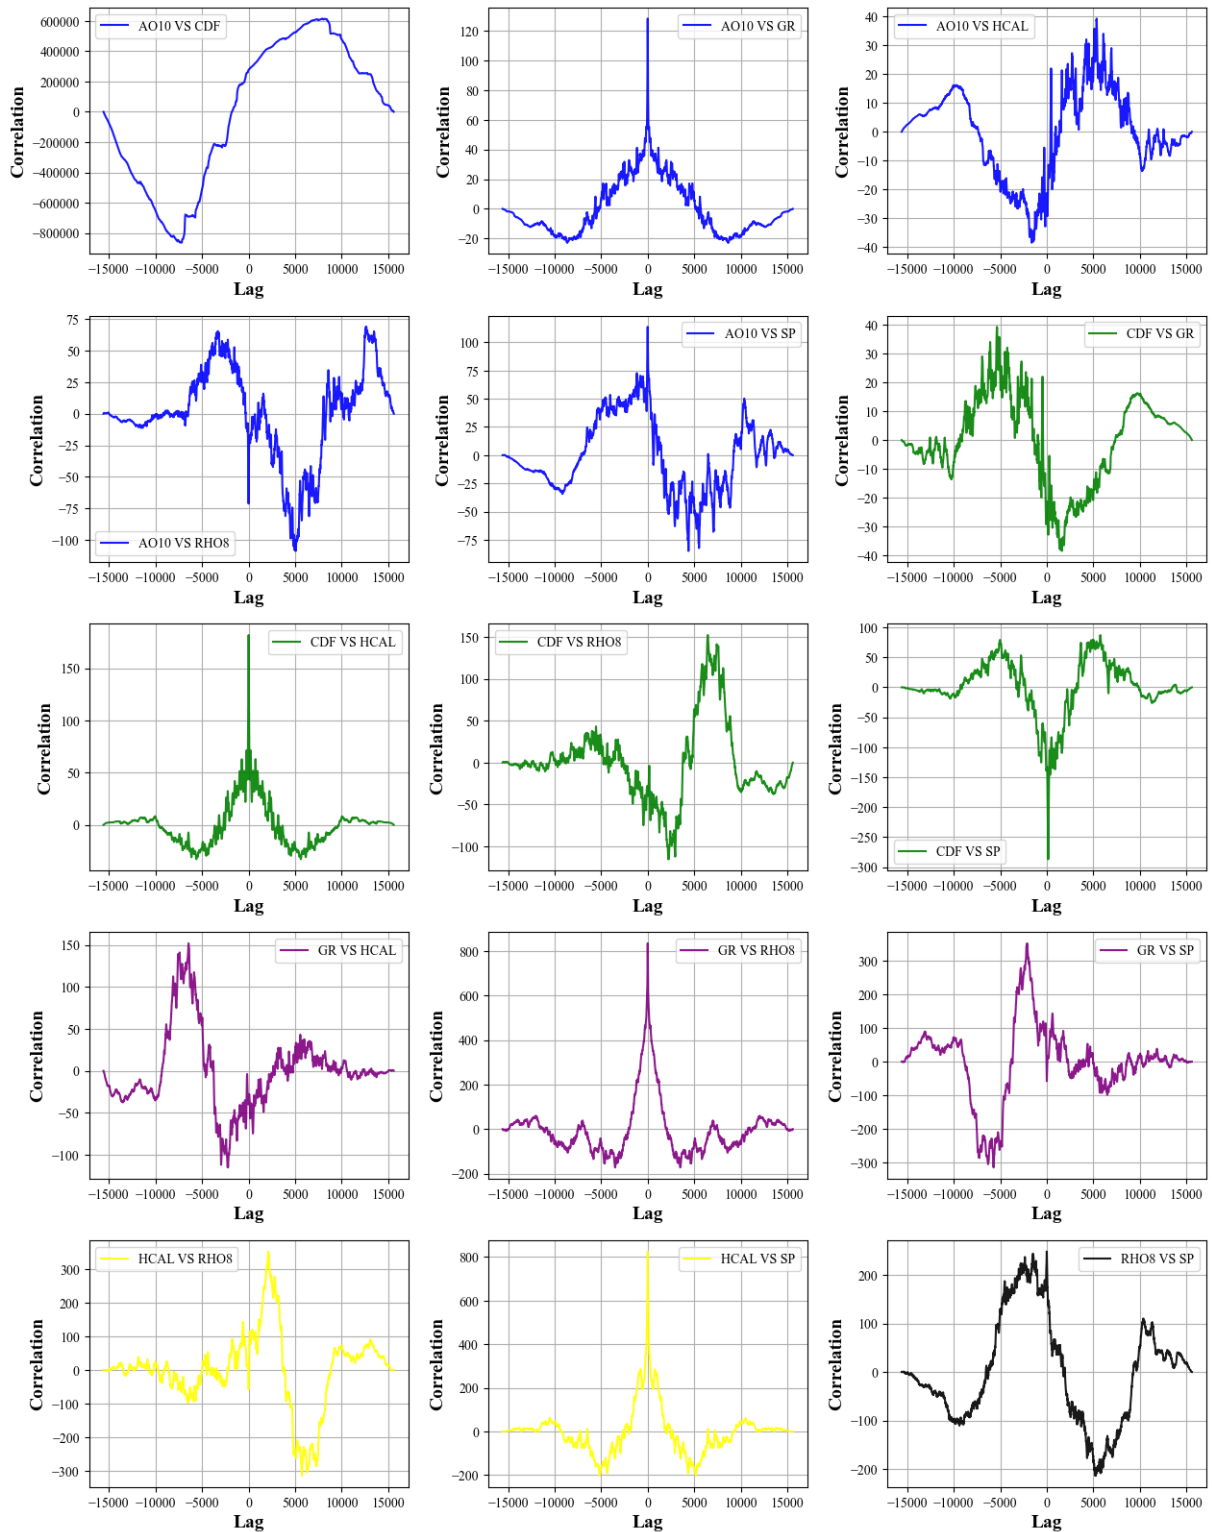 AO10 VS CDF
Correlation
600000
400000
200000
0
−200000
−400000
−600000
−800000
−15000 −10000 −5000 0 5000 10000 15000
Lag
AO10 VS GR
Correlation
120
100
80
60
40
20
0
−20
−15000 −10000 −5000 0 5000 10000 15000
Lag
AO10 VS HCAL
Correlation
40
30
20
10
0
−10
−20
−30
−40
−15000 −10000 −5000 0 5000 10000 15000
Lag
AO10 VS RHO8
Correlation
75
50
25
0
−25
−50
−75
−100
−15000 −10000 −5000 0 5000 10000 15000
Lag
AO10 VS SP
Correlation
100
75
50
25
0
−25
−50
−75
−15000 −10000 −5000 0 5000 10000 15000
Lag
CDF VS GR
Correlation
40
30
20
10
0
−10
−20
−30
−40
−15000 −10000 −5000 0 5000 10000 15000
Lag
CDF VS HCAL
Correlation
150
100
50
0
−15000 −10000 −5000 0 5000 10000 15000
Lag
CDF VS RHO8
Correlation
150
100
50
0
−50
−100
−15000 −10000 −5000 0 5000 10000 15000
Lag
CDF VS SP
Correlation
100
50
0
−50
−100
−150
−200
−250
−300
−15000 −10000 −5000 0 5000 10000 15000
Lag
GR VS HCAL
Correlation
150
100
50
0
−50
−100
−15000 −10000 −5000 0 5000 10000 15000
Lag
GR VS RHO8
Correlation
800
600
400
200
0
−200
−15000 −10000 −5000 0 5000 10000 15000
Lag
GR VS SP
Correlation
300
200
100
0
−100
−200
−300
−15000 −10000 −5000 0 5000 10000 15000
Lag
HCAL VS RHO8
Correlation
300
200
100
0
−100
−200
−300
−15000 −10000 −5000 0 5000 10000 15000
Lag
HCAL VS SP
Correlation
800
600
400
200
0
−200
−15000 −10000 −5000 0 5000 10000 15000
Lag
RHO8 VS SP
Correlation
200
100
0
−100
−200
−15000 −10000 −5000 0 5000 10000 15000
Lag